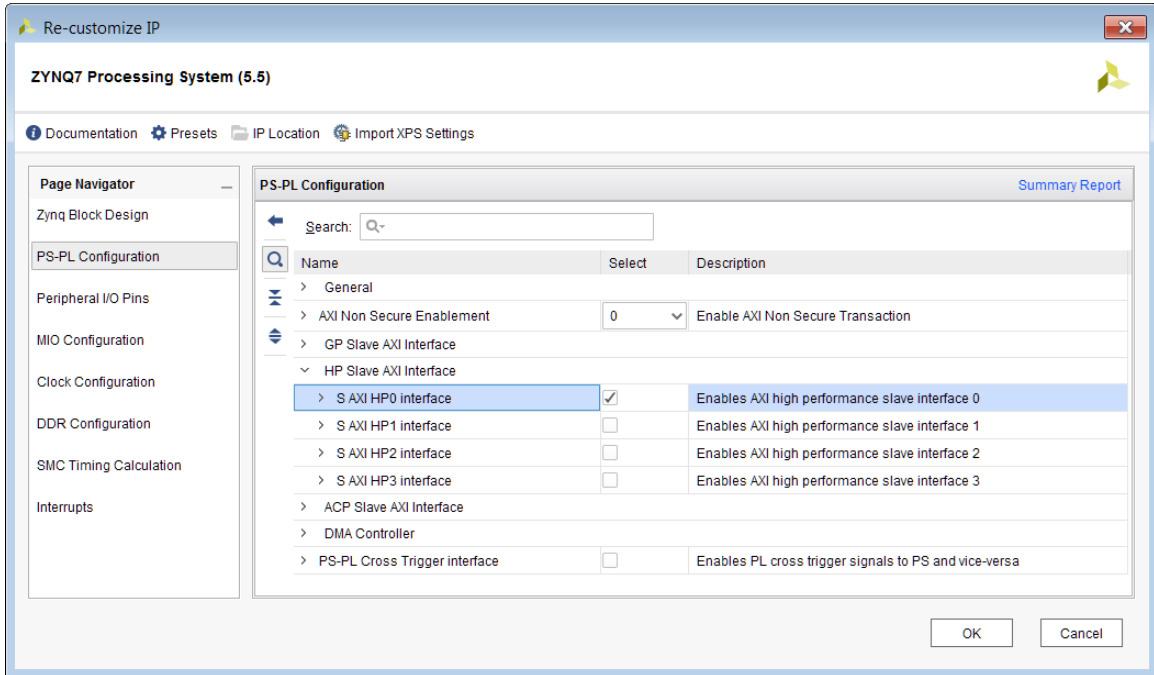 Re-customize IP
ZYNQ7 Processing System (5.5)
Documentation Presets IP Location Import XPS Settings
Page Navigator
Zynq Block Design
PS-PL Configuration
Peripheral I/O Pins
MIO Configuration
Clock Configuration
DDR Configuration
SMC Timing Calculation
Interrupts
PS-PL Configuration Summary Report
Search:
Name Select Description
General
AXI Non Secure Enablement 0 Enable AXI Non Secure Transaction
GP Slave AXI Interface
HP Slave AXI Interface
S AXI HP0 interface Enables AXI high performance slave interface 0
S AXI HP1 interface Enables AXI high performance slave interface 1
S AXI HP2 interface Enables AXI high performance slave interface 2
S AXI HP3 interface Enables AXI high performance slave interface 3
ACP Slave AXI Interface
DMA Controller
PS-PL Cross Trigger interface Enables PL cross trigger signals to PS and vice-versa
OK Cancel